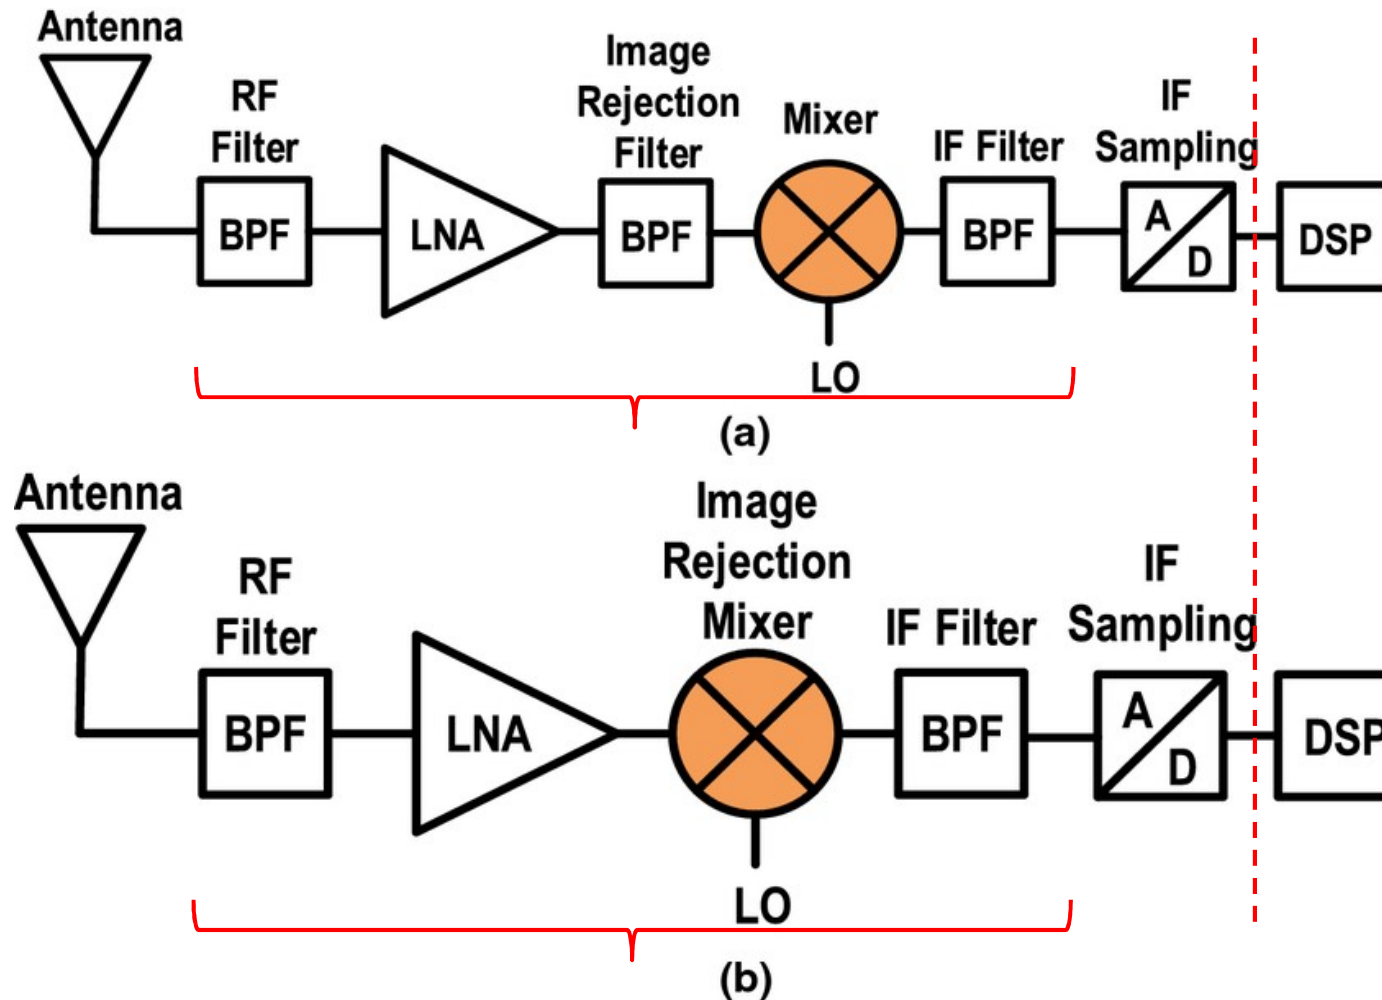 Antenna
RF
Filter
BPF
LNA
Image
Rejection
Filter
BPF
Mixer
LO
IF Filter
BPF
IF
Sampling
A
D
DSP
(a)
Antenna
RF
Filter
BPF
LNA
Image
Rejection
Mixer
LO
IF Filter
BPF
IF
Sampling
A
D
DSP
(b)